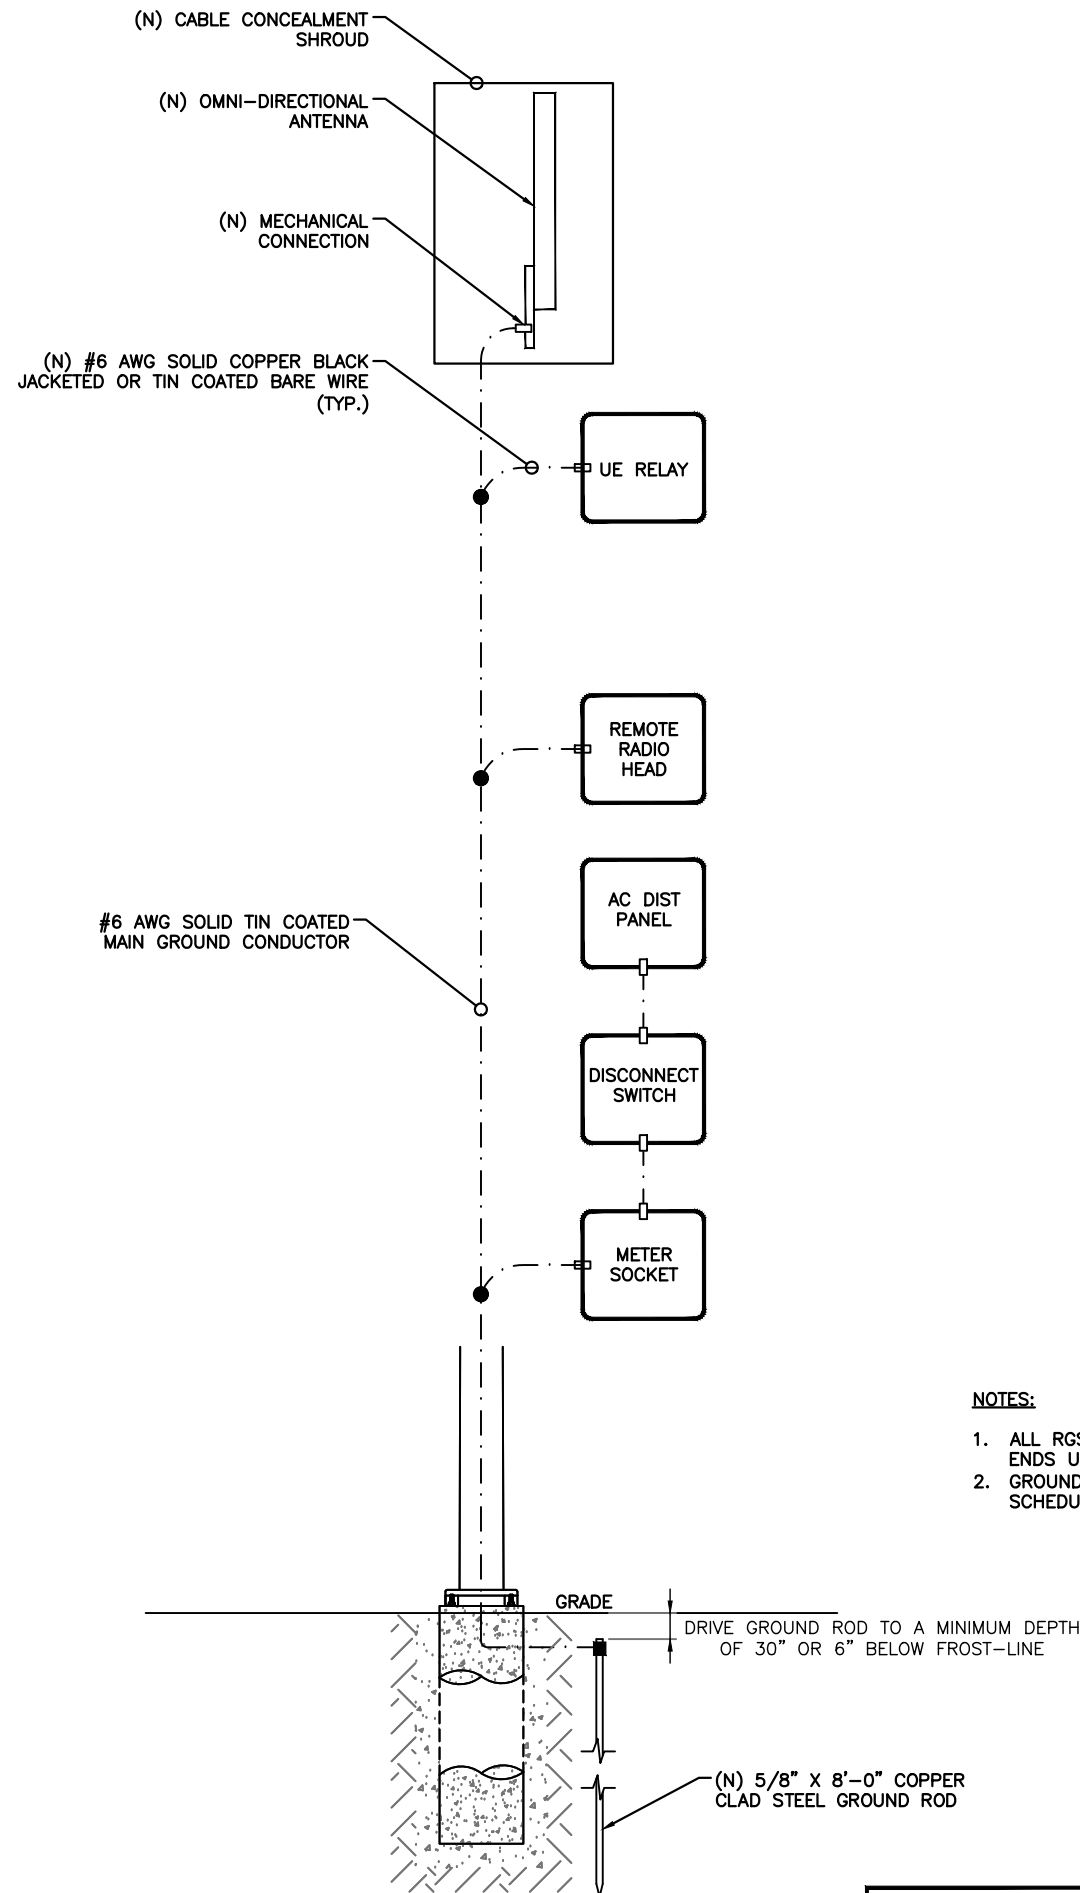 (N) CABLE CONCEALMENT
SHROUD
(N) OMNI-DIRECTIONAL
ANTENNA
(N) MECHANICAL
CONNECTION
(N) #6 AWG SOLID COPPER BLACK
JACKETED OR TIN COATED BARE WIRE
(TYP.)
UE RELAY
REMOTE
RADIO
HEAD
AC DIST
PANEL
#6 AWG SOLID TIN COATED
MAIN GROUND CONDUCTOR
DISCONNECT
SWITCH
METER
SOCKET
NOTES:
1. ALL RGS
ENDS U
2. GROUND
SCHEDU
GRADE
DRIVE GROUND ROD TO A MINIMUM DEPTH
OF 30" OR 6" BELOW FROST-LINE
(N) 5/8" X 8'-0" COPPER
CLAD STEEL GROUND ROD